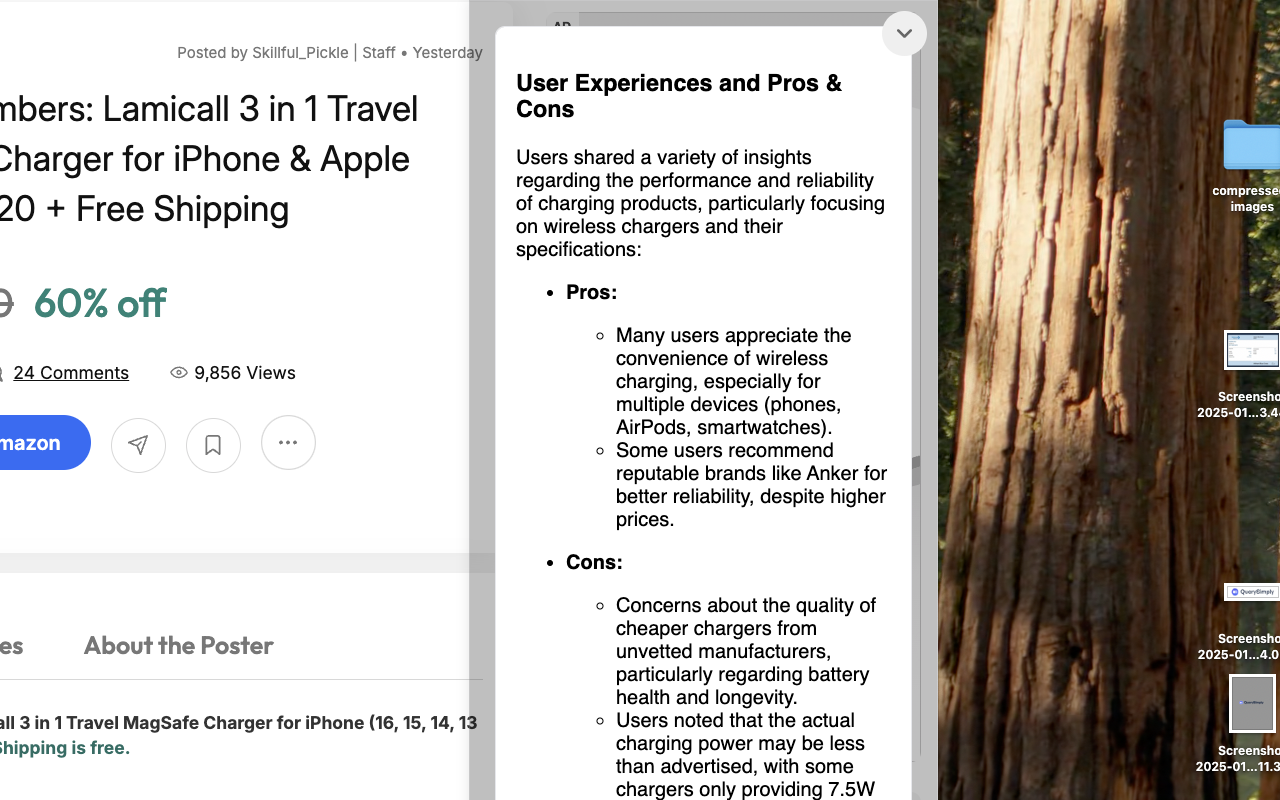 Posted by Skillful_Pickle | Staff • Yesterday
mbers: Lamicall 3 in 1 Travel
Charger for iPhone & Apple
20 + Free Shipping
60% off
24 Comments
9,856 Views
mazon
es
About the Poster
all 3 in 1 Travel MagSafe Charger for iPhone (16, 15, 14, 13
Shipping is free.
AD
User Experiences and Pros &
Cons
Users shared a variety of insights
regarding the performance and reliability
of charging products, particularly focusing
on wireless chargers and their
specifications:
• Pros:
◦ Many users appreciate the
convenience of wireless
charging, especially for
multiple devices (phones,
AirPods, smartwatches).
◦ Some users recommend
reputable brands like Anker for
better reliability, despite higher
prices.
• Cons:
◦ Concerns about the quality of
cheaper chargers from
unvetted manufacturers,
particularly regarding battery
health and longevity.
◦ Users noted that the actual
charging power may be less
than advertised, with some
chargers only providing 7.5W
compresse
images
Screensho
2025-01...3.4
QuerySimply
Screensho
2025-01...4.0
Screensho
2025-01...11.3